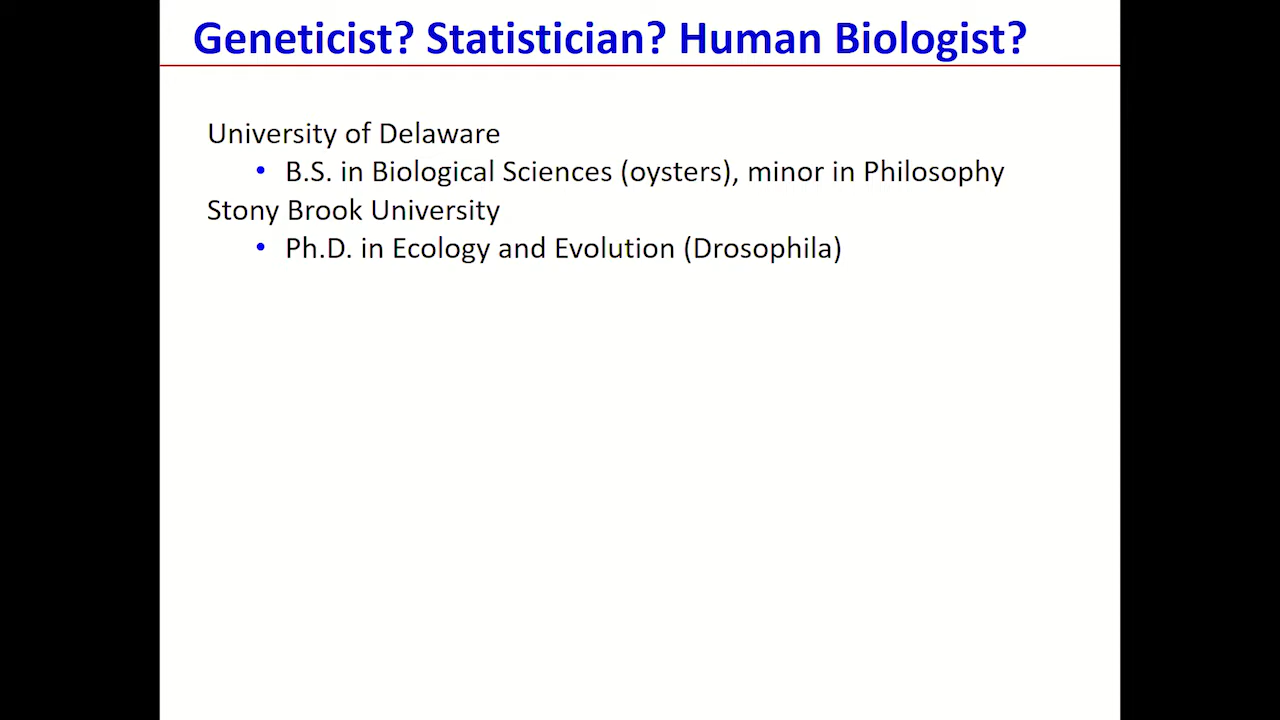 Geneticist? Statistician? Human Biologist?
University of Delaware
• B.S. in Biological Sciences (oysters), minor in Philosophy
Stony Brook University
• Ph.D. in Ecology and Evolution (Drosophila)